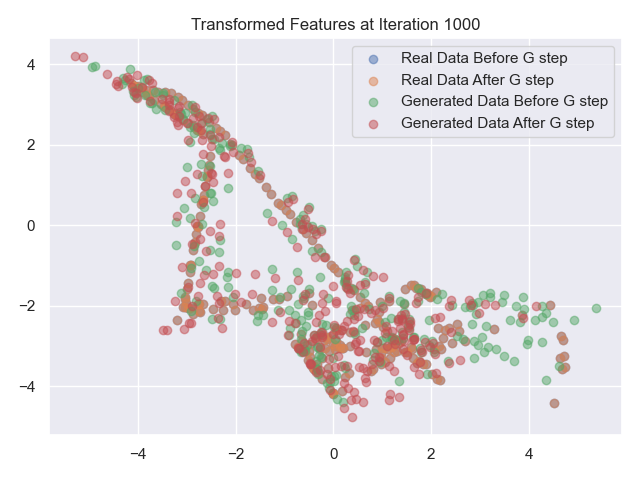 Transformed Features at Iteration 1000
Real Data Before G step
Real Data After G step
Generated Data Before G step
Generated Data After G step
4
2
0
−2
−4
−4
−2
0
2
4